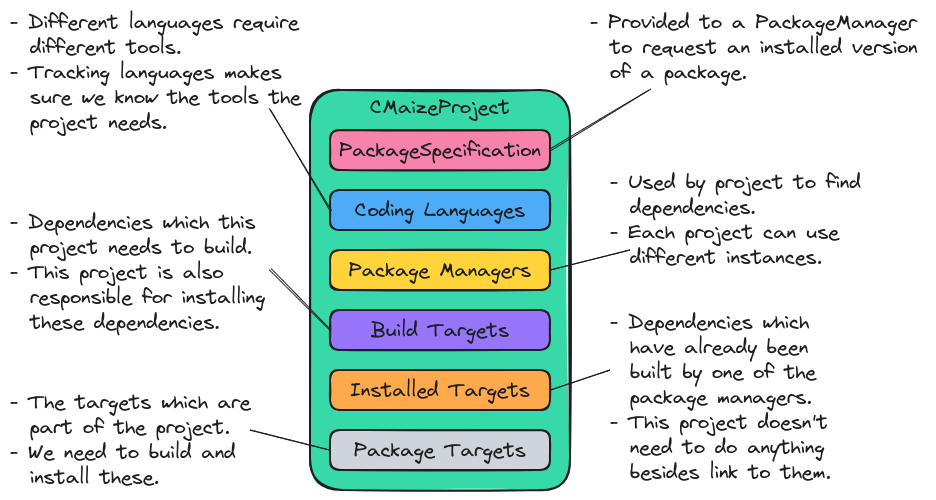 - Different languages require
different tools.
- Tracking languages makes
sure we know the tools the
project needs.
- Provided to a PackageManager
to request an installed version
of a package.
CMaizeProject
PackageSpecification
Coding Languages
Package Managers
Build Targets
Installed Targets
Package Targets
- Used by project to find
dependencies.
- Each project can use
different instances.
- Dependencies which this
project needs to build.
- This project is also
responsible for installing
these dependencies.
- Dependencies which
have already been
built by one of the
package managers.
- This project doesn't
need to do anything
besides link to them.
- The targets which are
part of the project.
- We need to build and
install these.